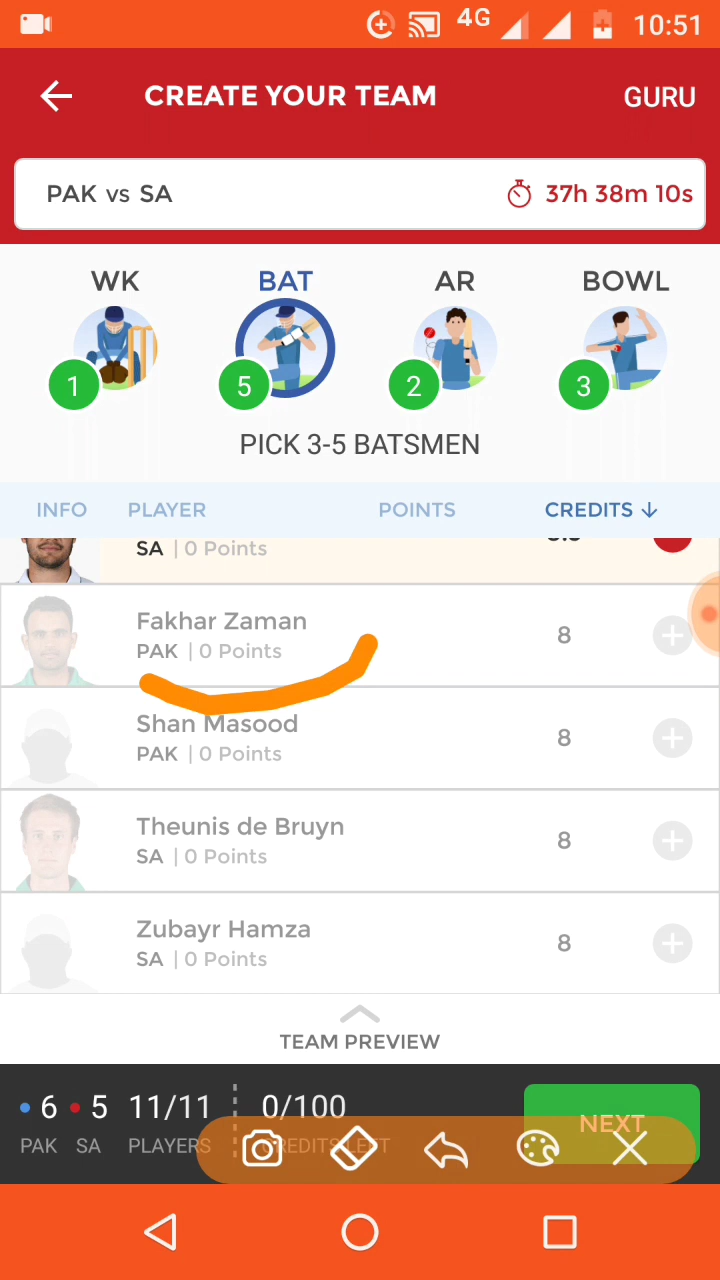 4G 10:51
CREATE YOUR TEAM GURU
PAK vs SA 37h 38m 10s
WK BAT AR BOWL
1 5 2 3
PICK 3-5 BATSMEN
INFO PLAYER POINTS CREDITS ↓
SA | 0 Points
Fakhar Zaman
PAK | 0 Points 8
Shan Masood
PAK | 0 Points 8
Theunis de Bruyn
SA | 0 Points 8
Zubayr Hamza
SA | 0 Points 8
TEAM PREVIEW
6 5 11/11 0/100 NEXT
PAK SA PLAYERS CREDITS LEFT